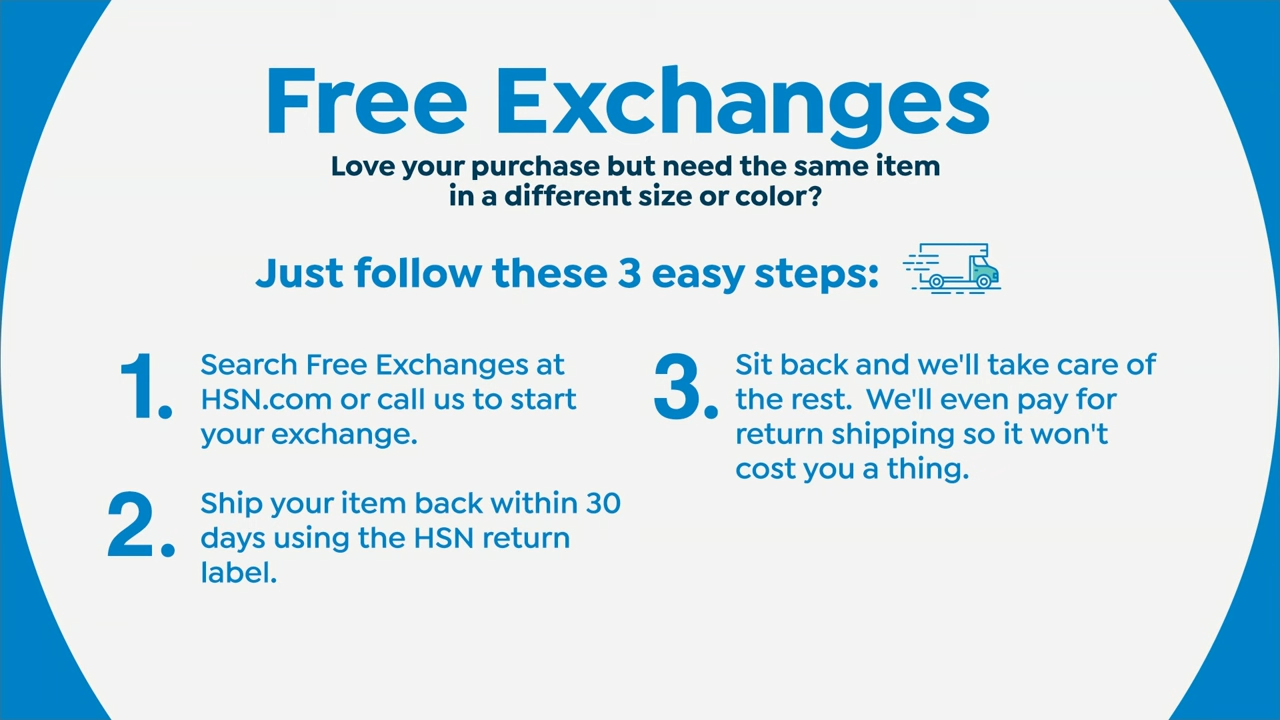 Free Exchanges
Love your purchase but need the same item
in a different size or color?
Just follow these 3 easy steps:
1. Search Free Exchanges at
HSN.com or call us to start
your exchange.
2. Ship your item back within 30
days using the HSN return
label.
3. Sit back and we'll take care of
the rest.  We'll even pay for
return shipping so it won't
cost you a thing.